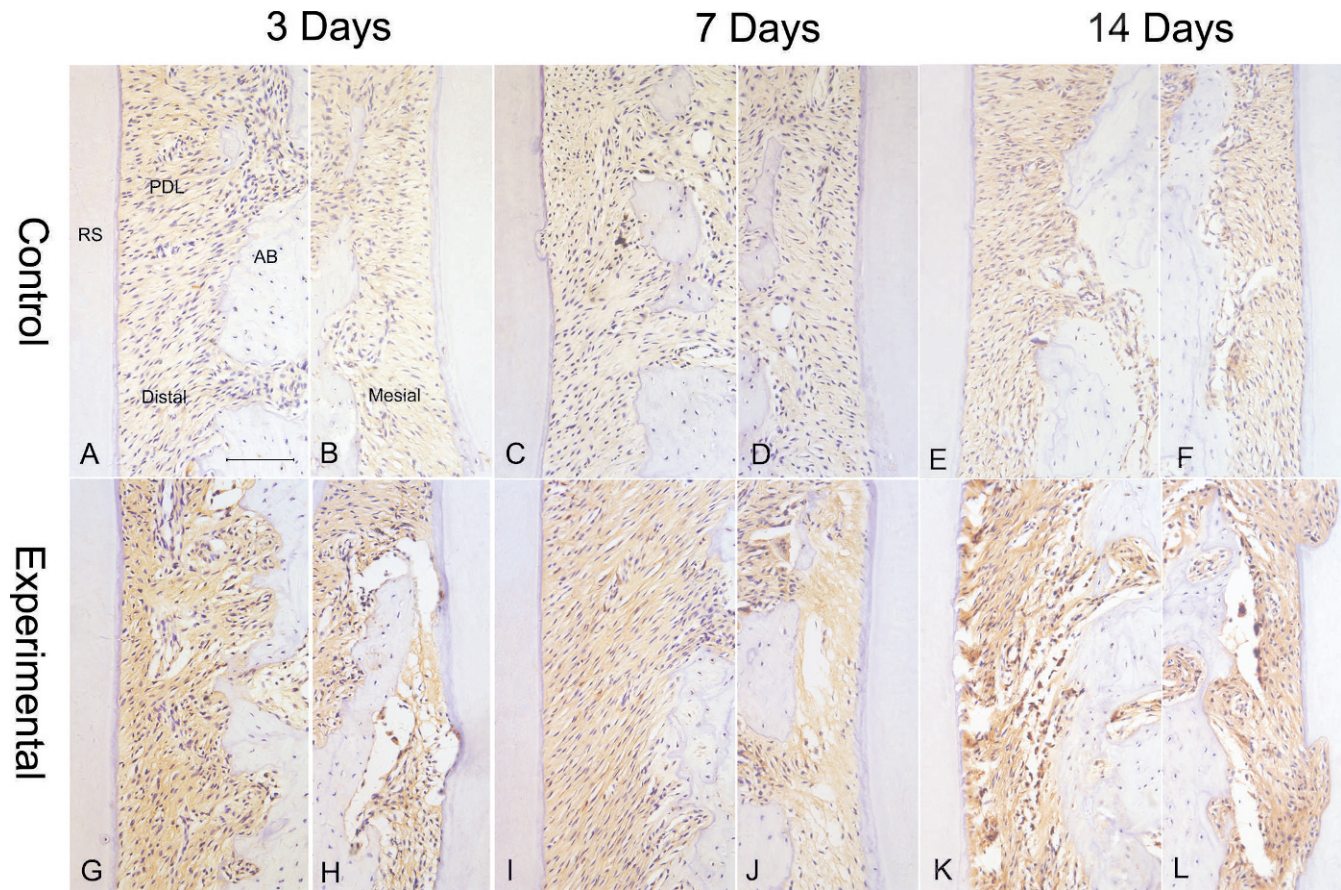 3 Days 7 Days 14 Days
Control
PDL
RS
AB
Distal Mesial
A B C D E F
Experimental
G H I J K L